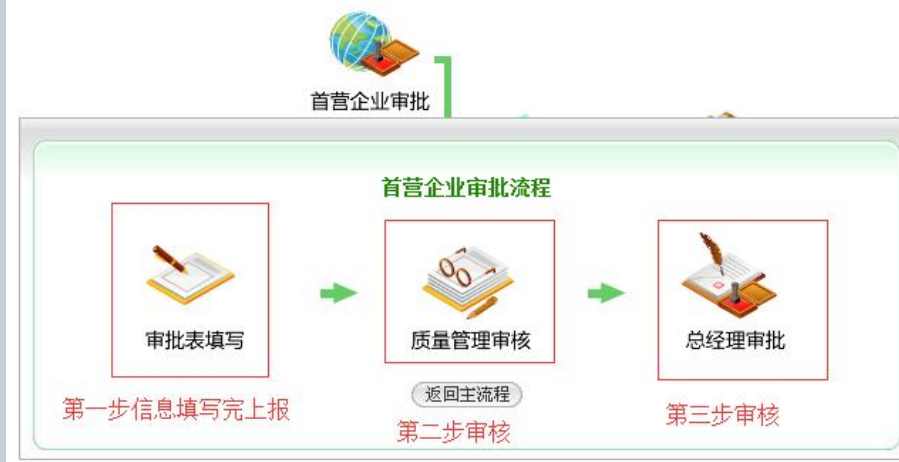 首营企业审批
首营企业审批流程
审批表填写
质量管理审核
总经理审批
返回主流程
第一步信息填写完上报
第二步审核
第三步审核